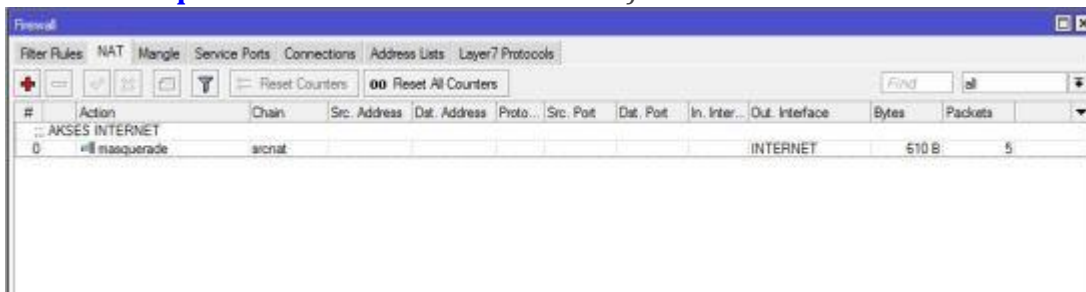 Firewall
Filter Rules NAT Mangle Service Ports Connections Address Lists Layer7 Protocols
Reset Counters 00 Reset All Counters Find all
# Action Chain Src. Address Dst. Address Proto... Src. Port Dst. Port In. Inter... Out. Interface Bytes Packets
::: AKSES INTERNET
0 masquerade srcnat INTERNET 610 B 5